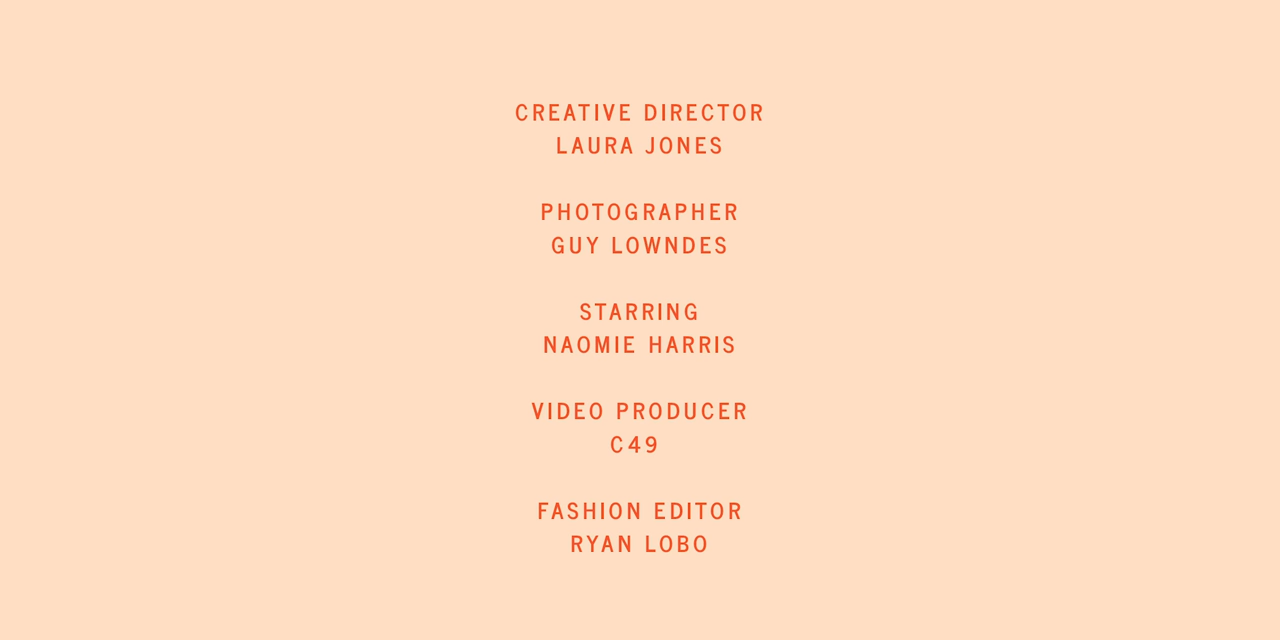 CREATIVE DIRECTOR
LAURA JONES
PHOTOGRAPHER
GUY LOWNDES
STARRING
NAOMIE HARRIS
VIDEO PRODUCER
C49
FASHION EDITOR
RYAN LOBO